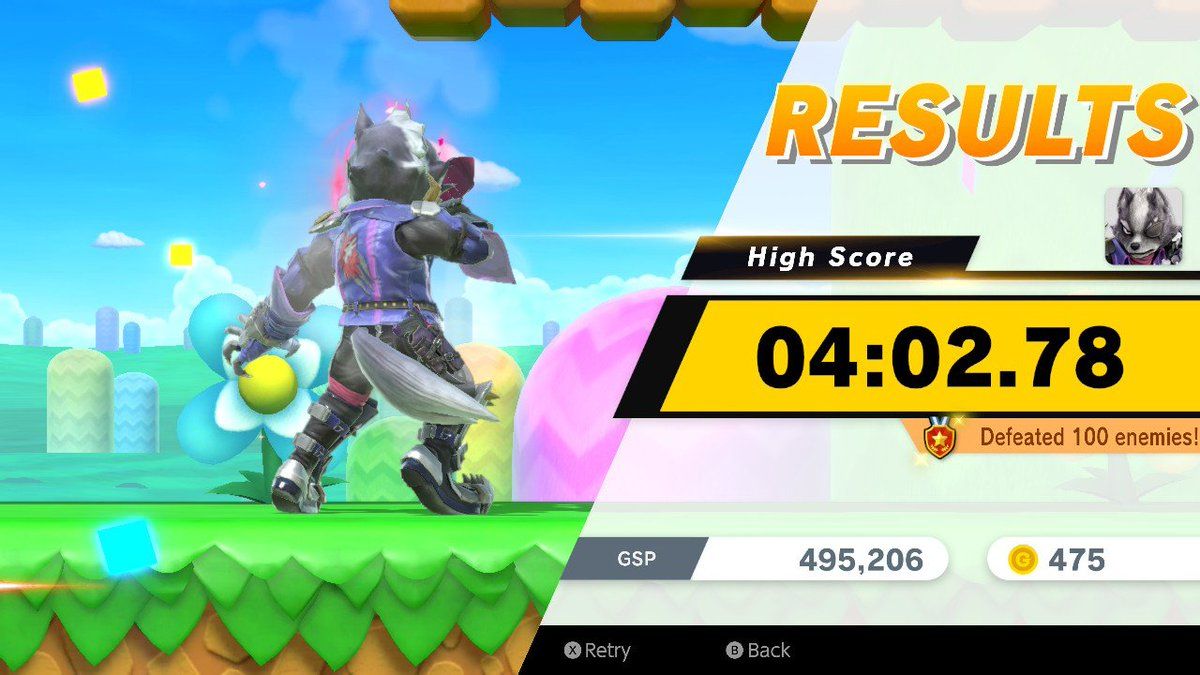 RESULTS
High Score
04:02.78
Defeated 100 enemies!
GSP 495,206
G 475
X Retry B Back